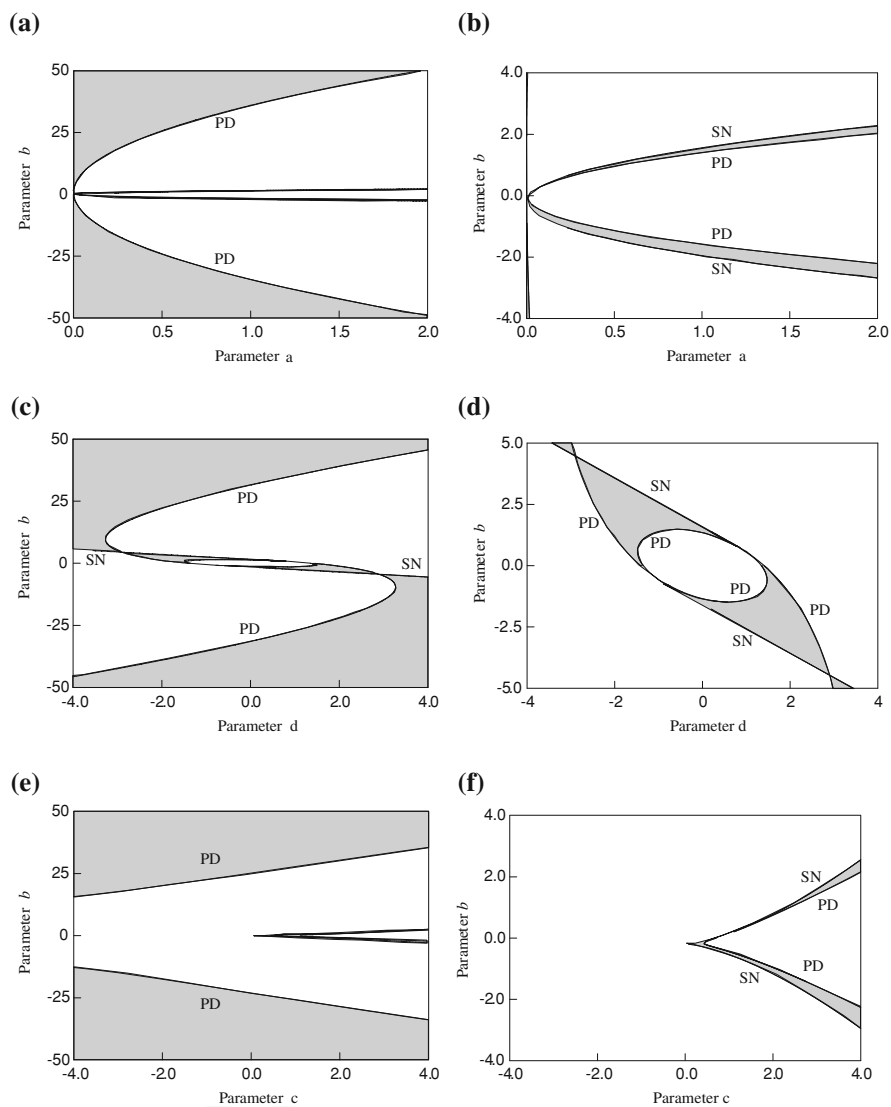 (a)
50
25
0
-25
50
Parameter b
PD
PD
0.0
0.5
1.0
1.5
2.0
Parameter a
(b)
4.0
2.0
0.0
-2.0
-4.0
Parameter b
SN
PD
PD
SN
0.0
0.5
1.0
1.5
2.0
Parameter a
(c)
50
25
0
-25
-50
Parameter b
PD
SN
SN
PD
-4.0
-2.0
0.0
2.0
4.0
Parameter d
(d)
5.0
2.5
0.0
-2.5
-5.0
Parameter b
SN
PD
PD
PD
PD
SN
-4
-2
0
2
4
Parameter d
(e)
50
25
0
-25
-50
Parameter b
PD
PD
-4.0
-2.0
0.0
2.0
4.0
Parameter c
(f)
4.0
2.0
0.0
-2.0
-4.0
Parameter b
SN
PD
PD
SN
-4.0
-2.0
0.0
2.0
4.0
Parameter c